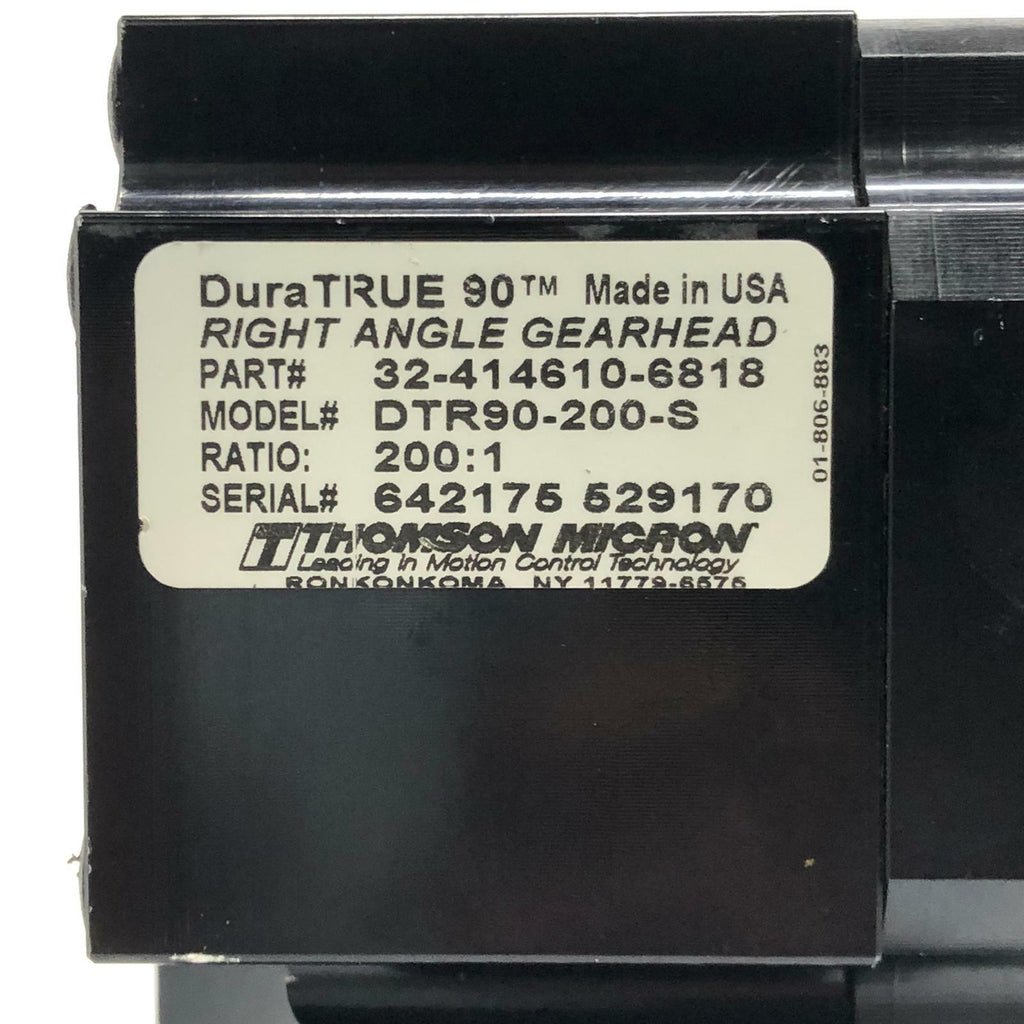 DuraTRUE 90™ Made in USA
RIGHT ANGLE GEARHEAD
PART# 32-414610-6818
MODEL# DTR90-200-S
RATIO: 200:1
SERIAL# 642175 529170
THOMSON MICRON
Leading in Motion Control Technology
RONKONKOMA, NY 11779-6575
01-806-883